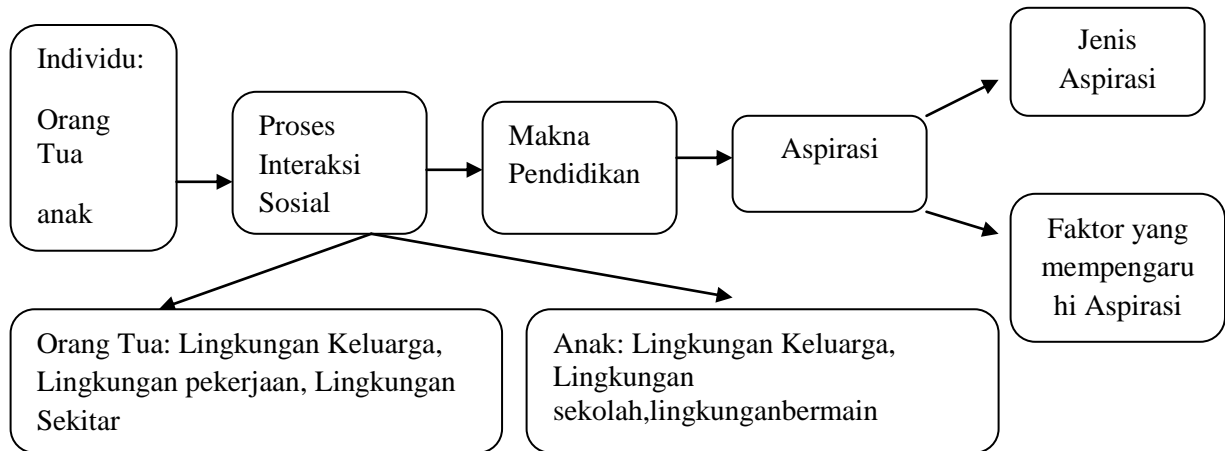 Individu:
Orang
Tua
anak
Proses
Interaksi
Sosial
Makna
Pendidikan
Aspirasi
Jenis
Aspirasi
Faktor yang
mempengaru
hi Aspirasi
Orang Tua: Lingkungan Keluarga,
Lingkungan pekerjaan, Lingkungan
Sekitar
Anak: Lingkungan Keluarga,
Lingkungan
sekolah,lingkunganbermain